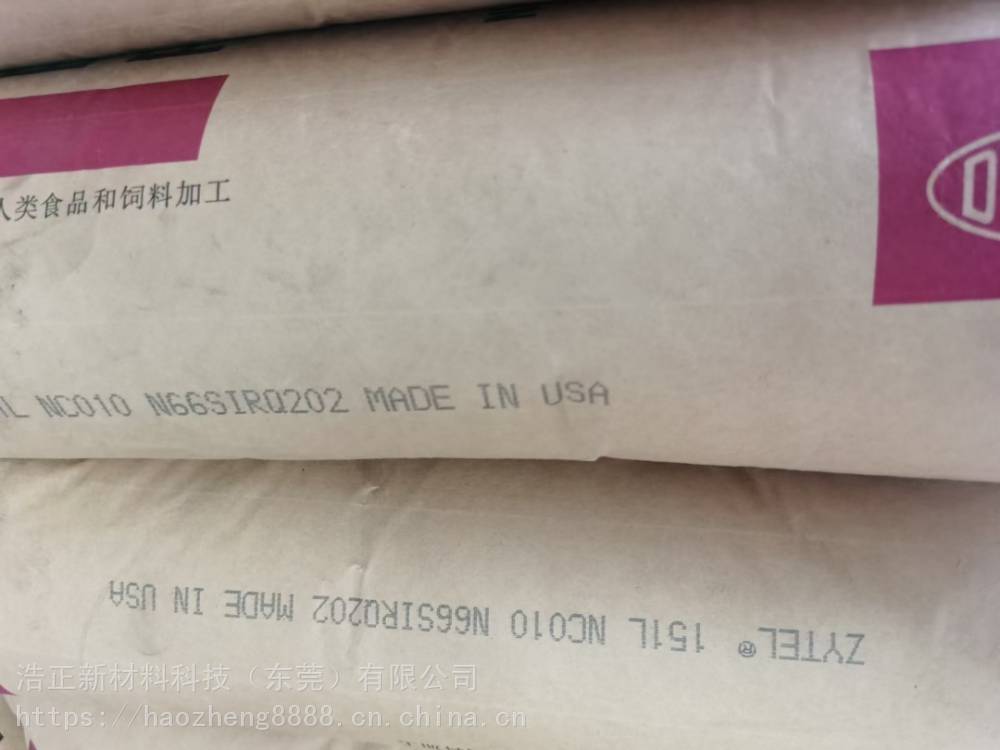 人类食品和饲料加工
1L NC010 N66SIRQ202 MADE IN USA
ZYTEL® 151L NC010 N66SIRQ202 MADE IN USA
浩正新材料科技（东莞）有限公司
https://haozheng8888.cn.china.cn